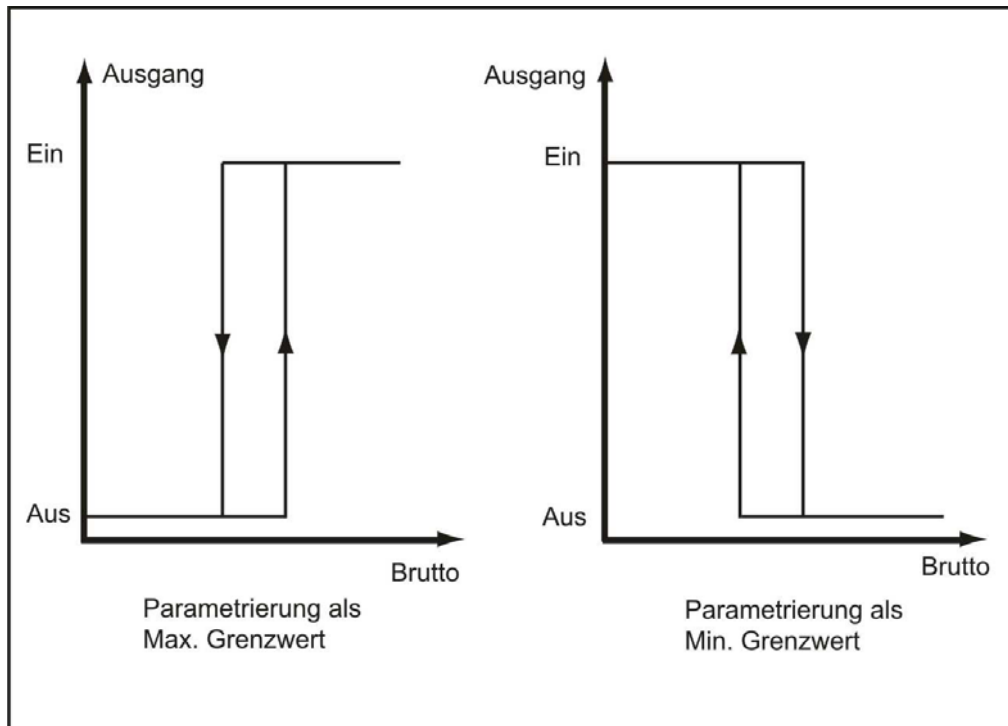 Ausgang
Ein
Aus
Brutto
Parametrierung als
Max. Grenzwert
Ausgang
Ein
Aus
Brutto
Parametrierung als
Min. Grenzwert